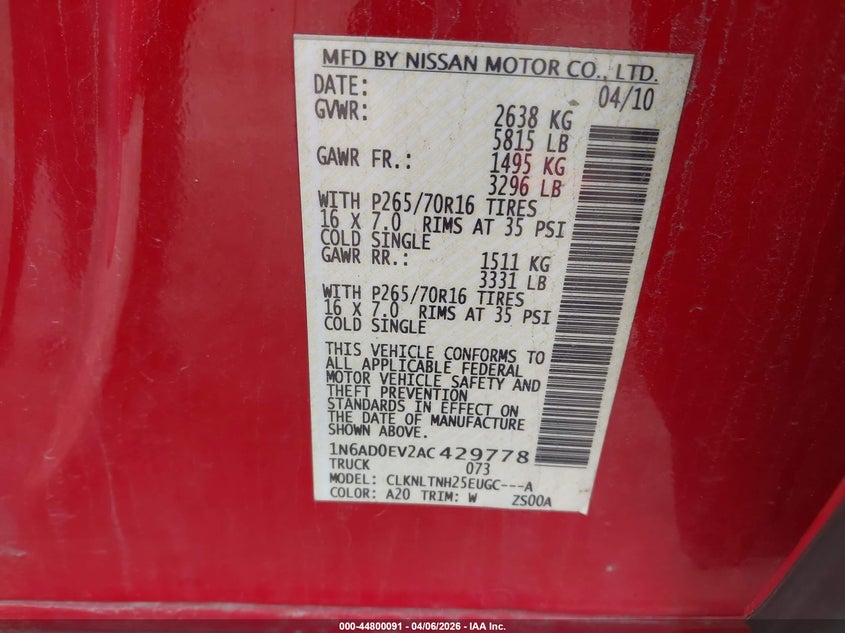 MFD BY NISSAN MOTOR CO., LTD.
DATE: 04/10
GVWR: 2638 KG
5815 LB
GAWR FR.: 1495 KG
3296 LB
WITH P265/70R16 TIRES
16 X 7.0 RIMS AT 35 PSI
COLD SINGLE
GAWR RR.: 1511 KG
3331 LB
WITH P265/70R16 TIRES
16 X 7.0 RIMS AT 35 PSI
COLD SINGLE
THIS VEHICLE CONFORMS TO
ALL APPLICABLE FEDERAL
MOTOR VEHICLE SAFETY AND
THEFT PREVENTION
STANDARDS IN EFFECT ON
THE DATE OF MANUFACTURE
SHOWN ABOVE.
1N6AD0EV2AC429778
TRUCK 073
MODEL: CLKNLTNH25EUGC---A
COLOR: A20 TRIM: W ZS00A
000-44800091 - 04/06/2026 - IAA Inc.